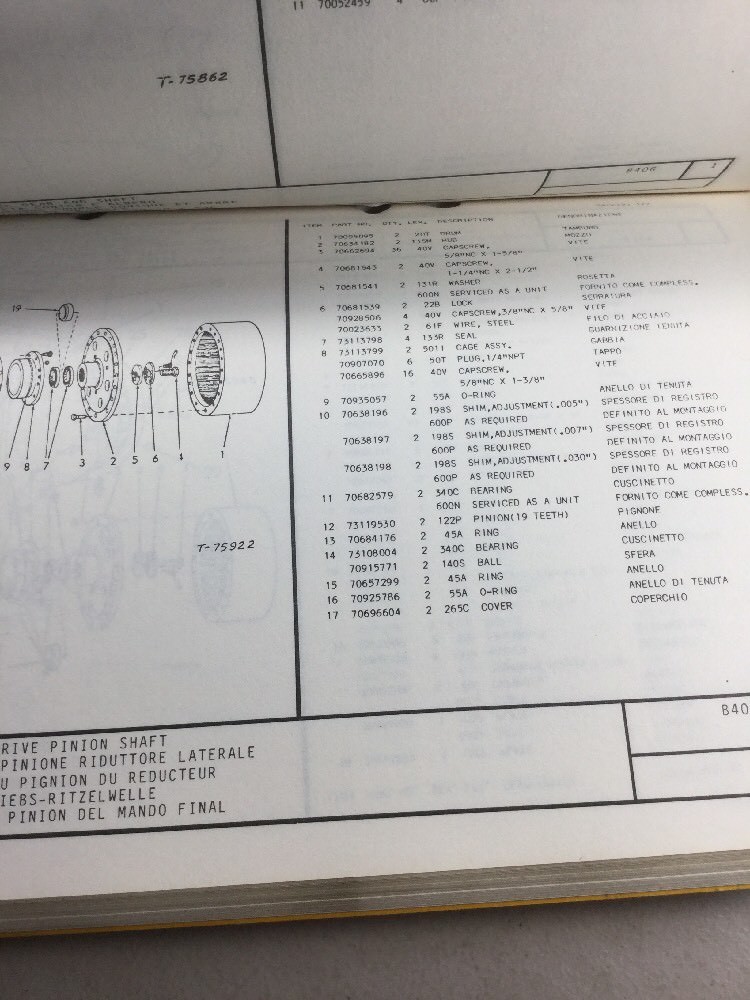 11 70052459 4
T-75862
GEAR END SHAFT
B406 1
ITEM PART NO. QTY. LEV. DESCRIPTION DENOMINAZIONE
1 2 20T DRUM TAMBURO
2 70634182 2 115M HUB MOZZO
3 70662694 36 40V CAPSCREW, VITE
5/8"NC X 1-5/8"
4 70681543 2 40V CAPSCREW, VITE
1-1/4"NC X 2-1/2"
5 70681541 2 131R WASHER ROSETTA
600N SERVICED AS A UNIT FORNITO COME COMPLESS.
6 70681539 2 22B LOCK SERRATURA
70928506 4 40V CAPSCREW,3/8"NC X 5/8" VITE
70023633 2 61F WIRE, STEEL FILO DI ACCIAIO
7 73113798 4 133R SEAL GUARNIZIONE TENUTA
8 73113799 2 501I CAGE ASSY. GABBIA
70907070 6 50T PLUG,1/4"NPT TAPPO
70665896 16 40V CAPSCREW, VITE
5/8"NC X 1-3/8"
9 70935057 2 55A O-RING ANELLO DI TENUTA
10 70638196 2 198S SHIM,ADJUSTMENT(.005") SPESSORE DI REGISTRO
600P AS REQUIRED DEFINITO AL MONTAGGIO
70638197 2 198S SHIM,ADJUSTMENT(.007") SPESSORE DI REGISTRO
600P AS REQUIRED DEFINITO AL MONTAGGIO
70638198 2 198S SHIM,ADJUSTMENT(.030") SPESSORE DI REGISTRO
600P AS REQUIRED DEFINITO AL MONTAGGIO
11 70682579 2 340C BEARING CUSCINETTO
600N SERVICED AS A UNIT FORNITO COME COMPLESS.
12 73119530 2 122P PINION(19 TEETH) PIGNONE
13 70684176 2 45A RING ANELLO
14 73108004 2 340C BEARING CUSCINETTO
70915771 2 140S BALL SFERA
15 70657299 2 45A RING ANELLO
16 70925786 2 55A O-RING ANELLO DI TENUTA
17 70696604 2 265C COVER COPERCHIO
19
9 8 7 3 2 5 6 4 1
T-75922
RIVE PINION SHAFT
PINIONE RIDUTTORE LATERALE
U PIGNION DU REDUCTEUR
IEBS-RITZELWELLE
PINION DEL MANDO FINAL
B40